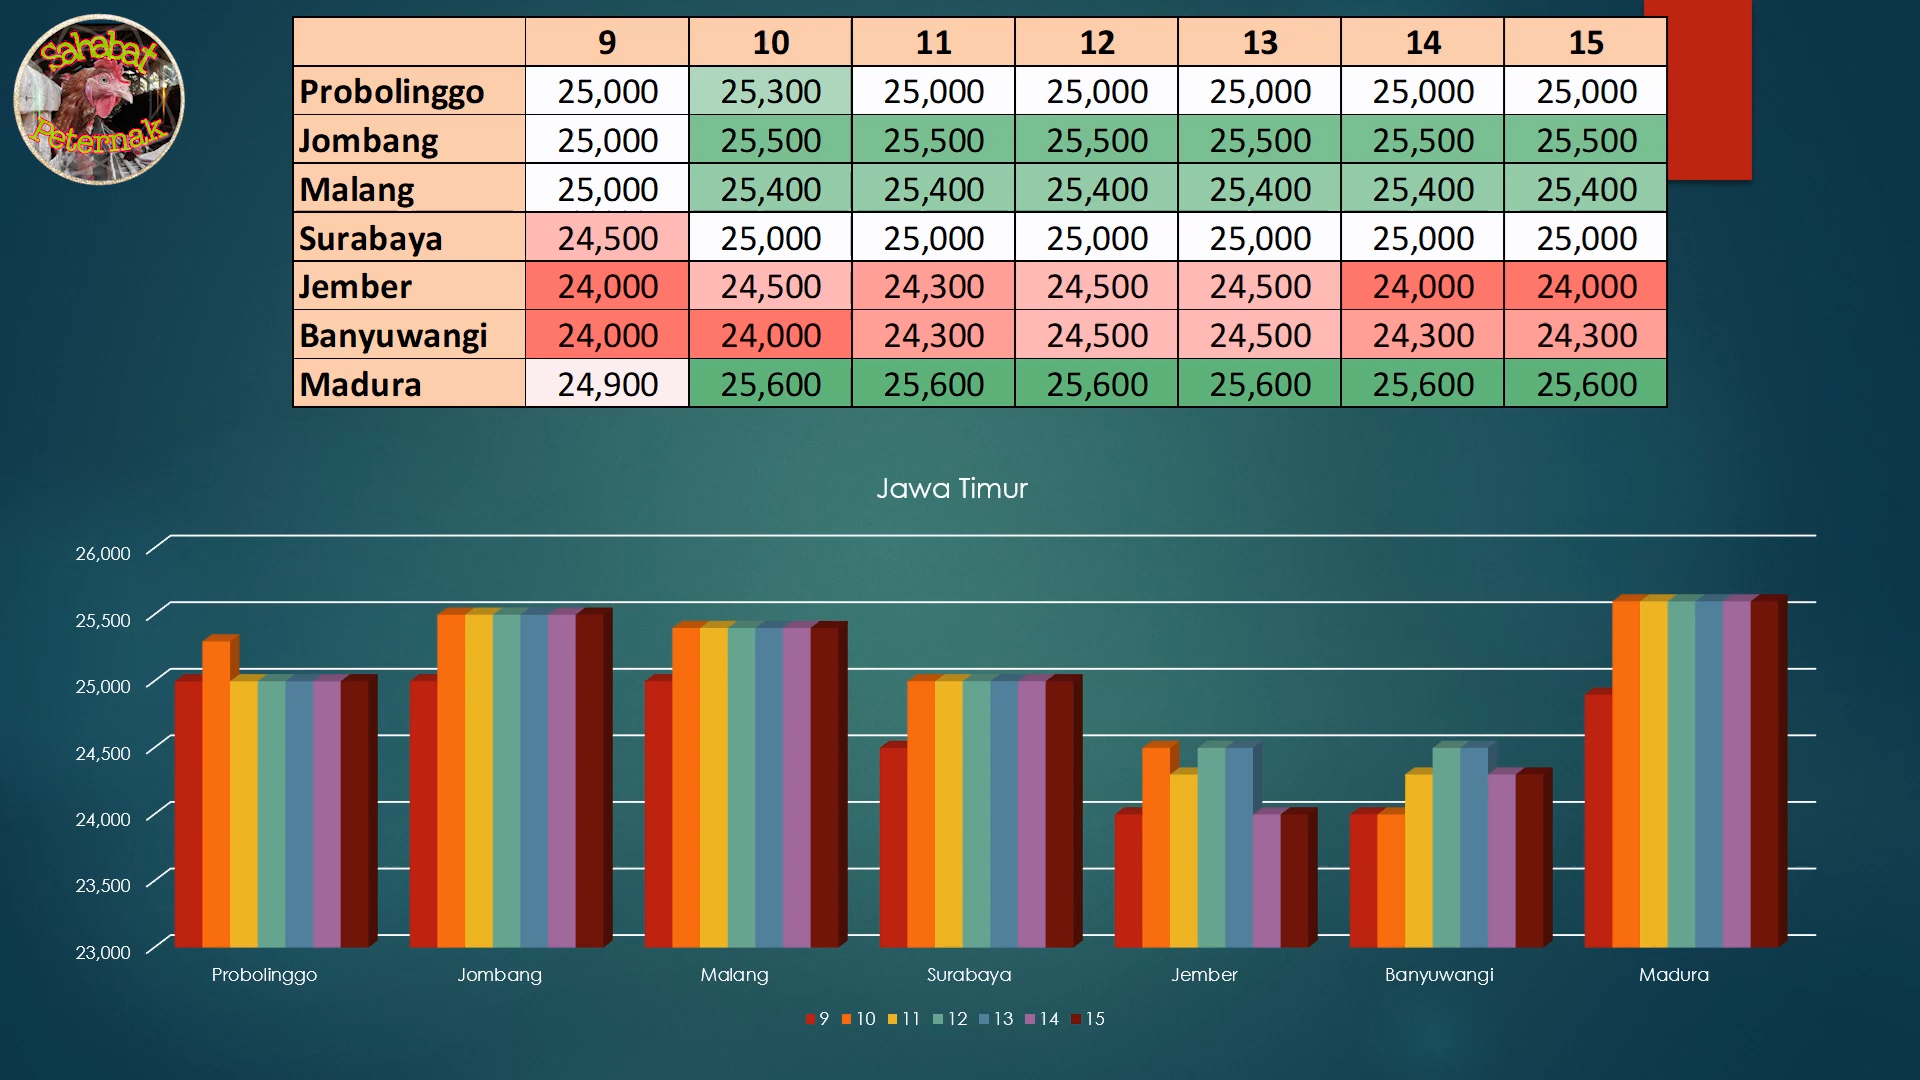 Sahabat
Peternak
9 10 11 12 13 14 15
Probolinggo 25,000 25,300 25,000 25,000 25,000 25,000 25,000
Jombang 25,000 25,500 25,500 25,500 25,500 25,500 25,500
Malang 25,000 25,400 25,400 25,400 25,400 25,400 25,400
Surabaya 24,500 25,000 25,000 25,000 25,000 25,000 25,000
Jember 24,000 24,500 24,300 24,500 24,500 24,000 24,000
Banyuwangi 24,000 24,000 24,300 24,500 24,500 24,300 24,300
Madura 24,900 25,600 25,600 25,600 25,600 25,600 25,600
Jawa Timur
26,000
25,500
25,000
24,500
24,000
23,500
23,000
Probolinggo Jombang Malang Surabaya Jember Banyuwangi Madura
9 10 11 12 13 14 15